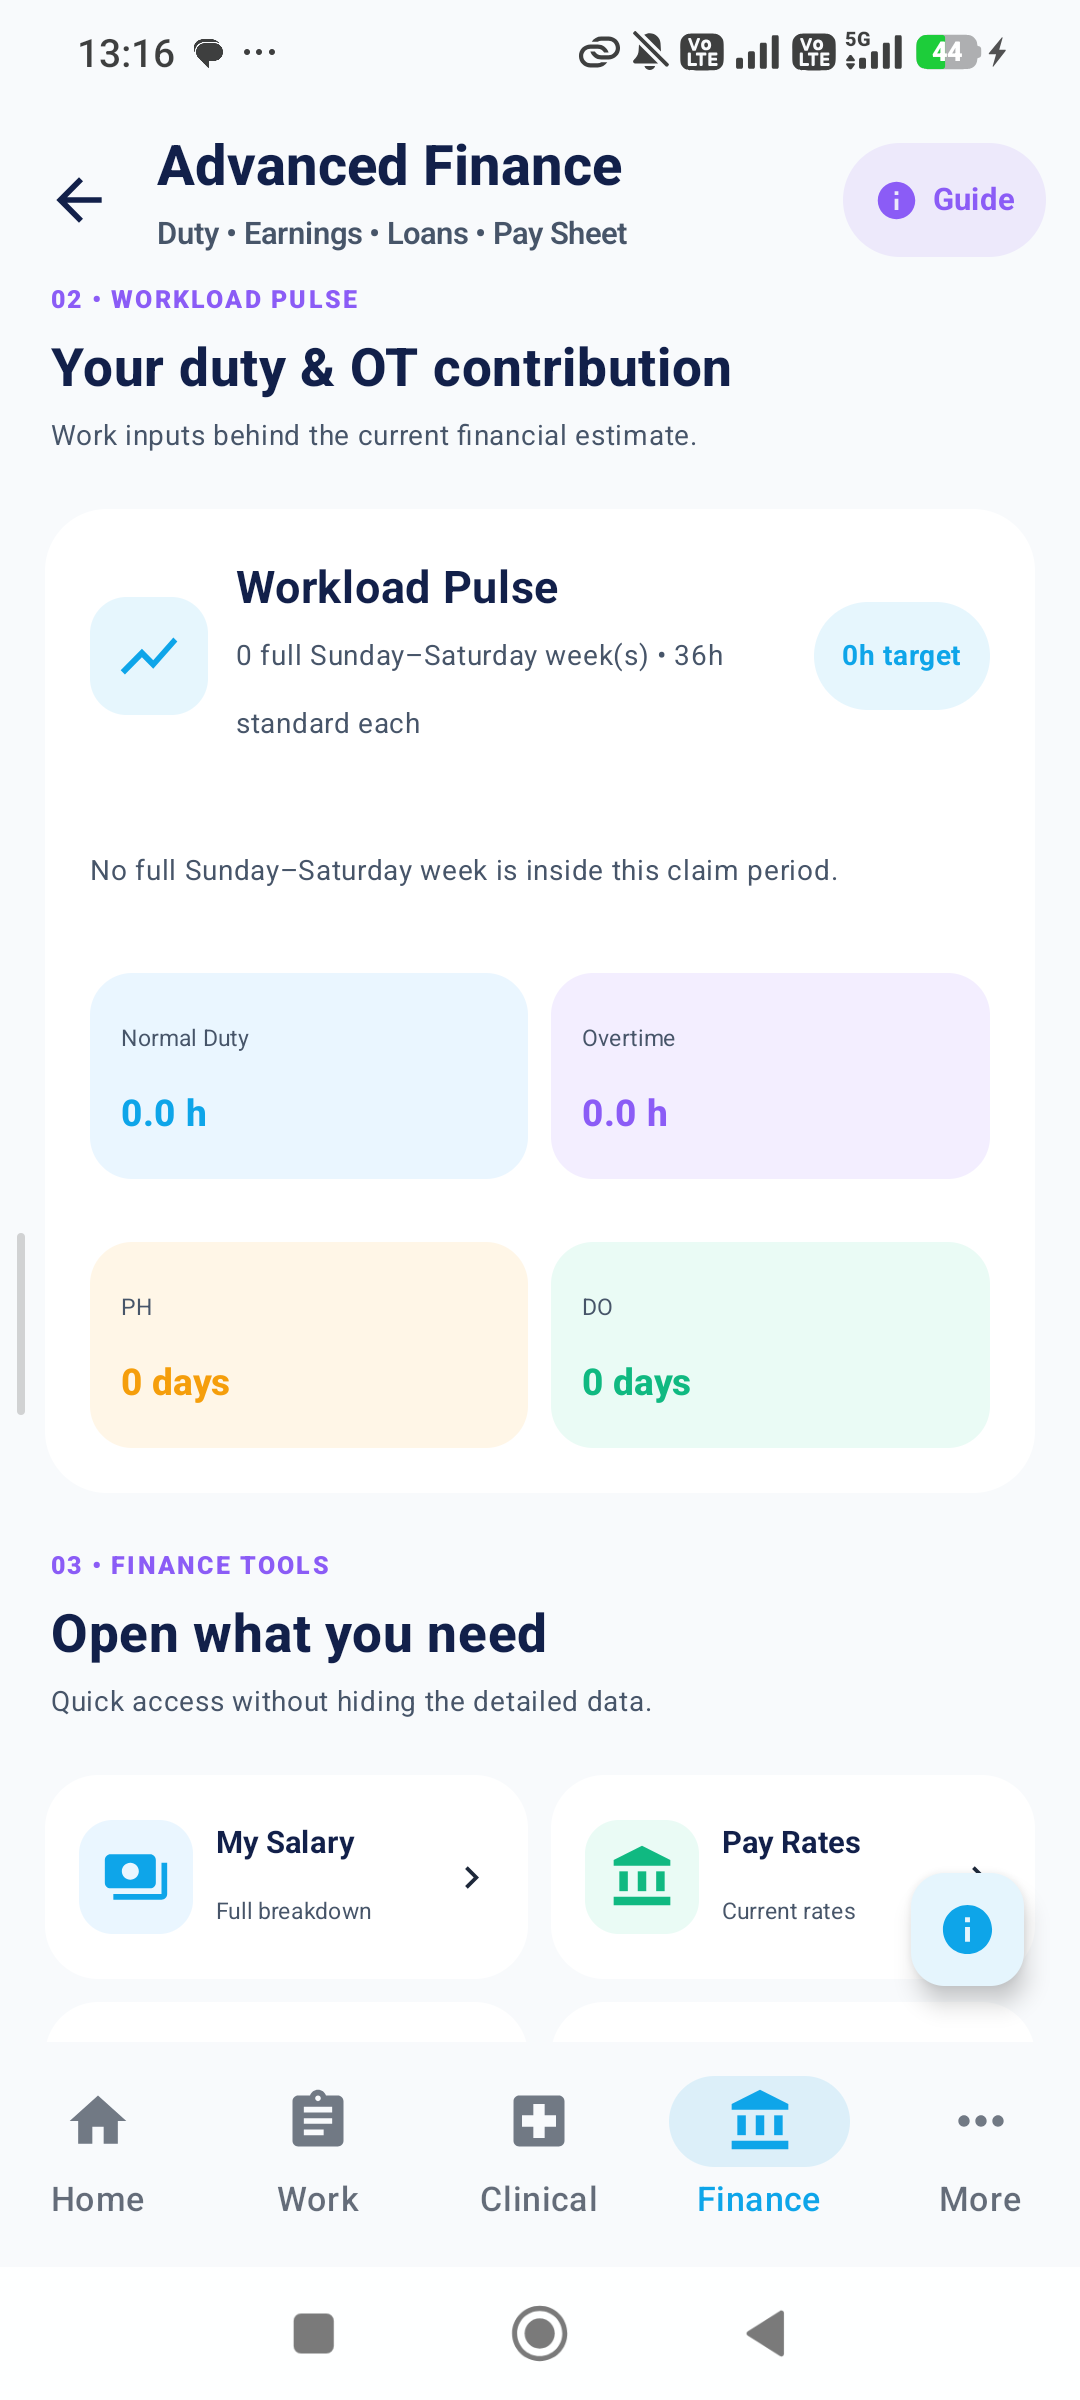 13:16
Vo LTE
Vo LTE
5G
44
Advanced Finance
Duty • Earnings • Loans • Pay Sheet
Guide
02 • WORKLOAD PULSE
Your duty & OT contribution
Work inputs behind the current financial estimate.
Workload Pulse
0 full Sunday–Saturday week(s) • 36h
standard each
0h target
No full Sunday–Saturday week is inside this claim period.
Normal Duty
0.0 h
Overtime
0.0 h
PH
0 days
DO
0 days
03 • FINANCE TOOLS
Open what you need
Quick access without hiding the detailed data.
My Salary
Full breakdown
Pay Rates
Current rates
Home
Work
Clinical
Finance
More